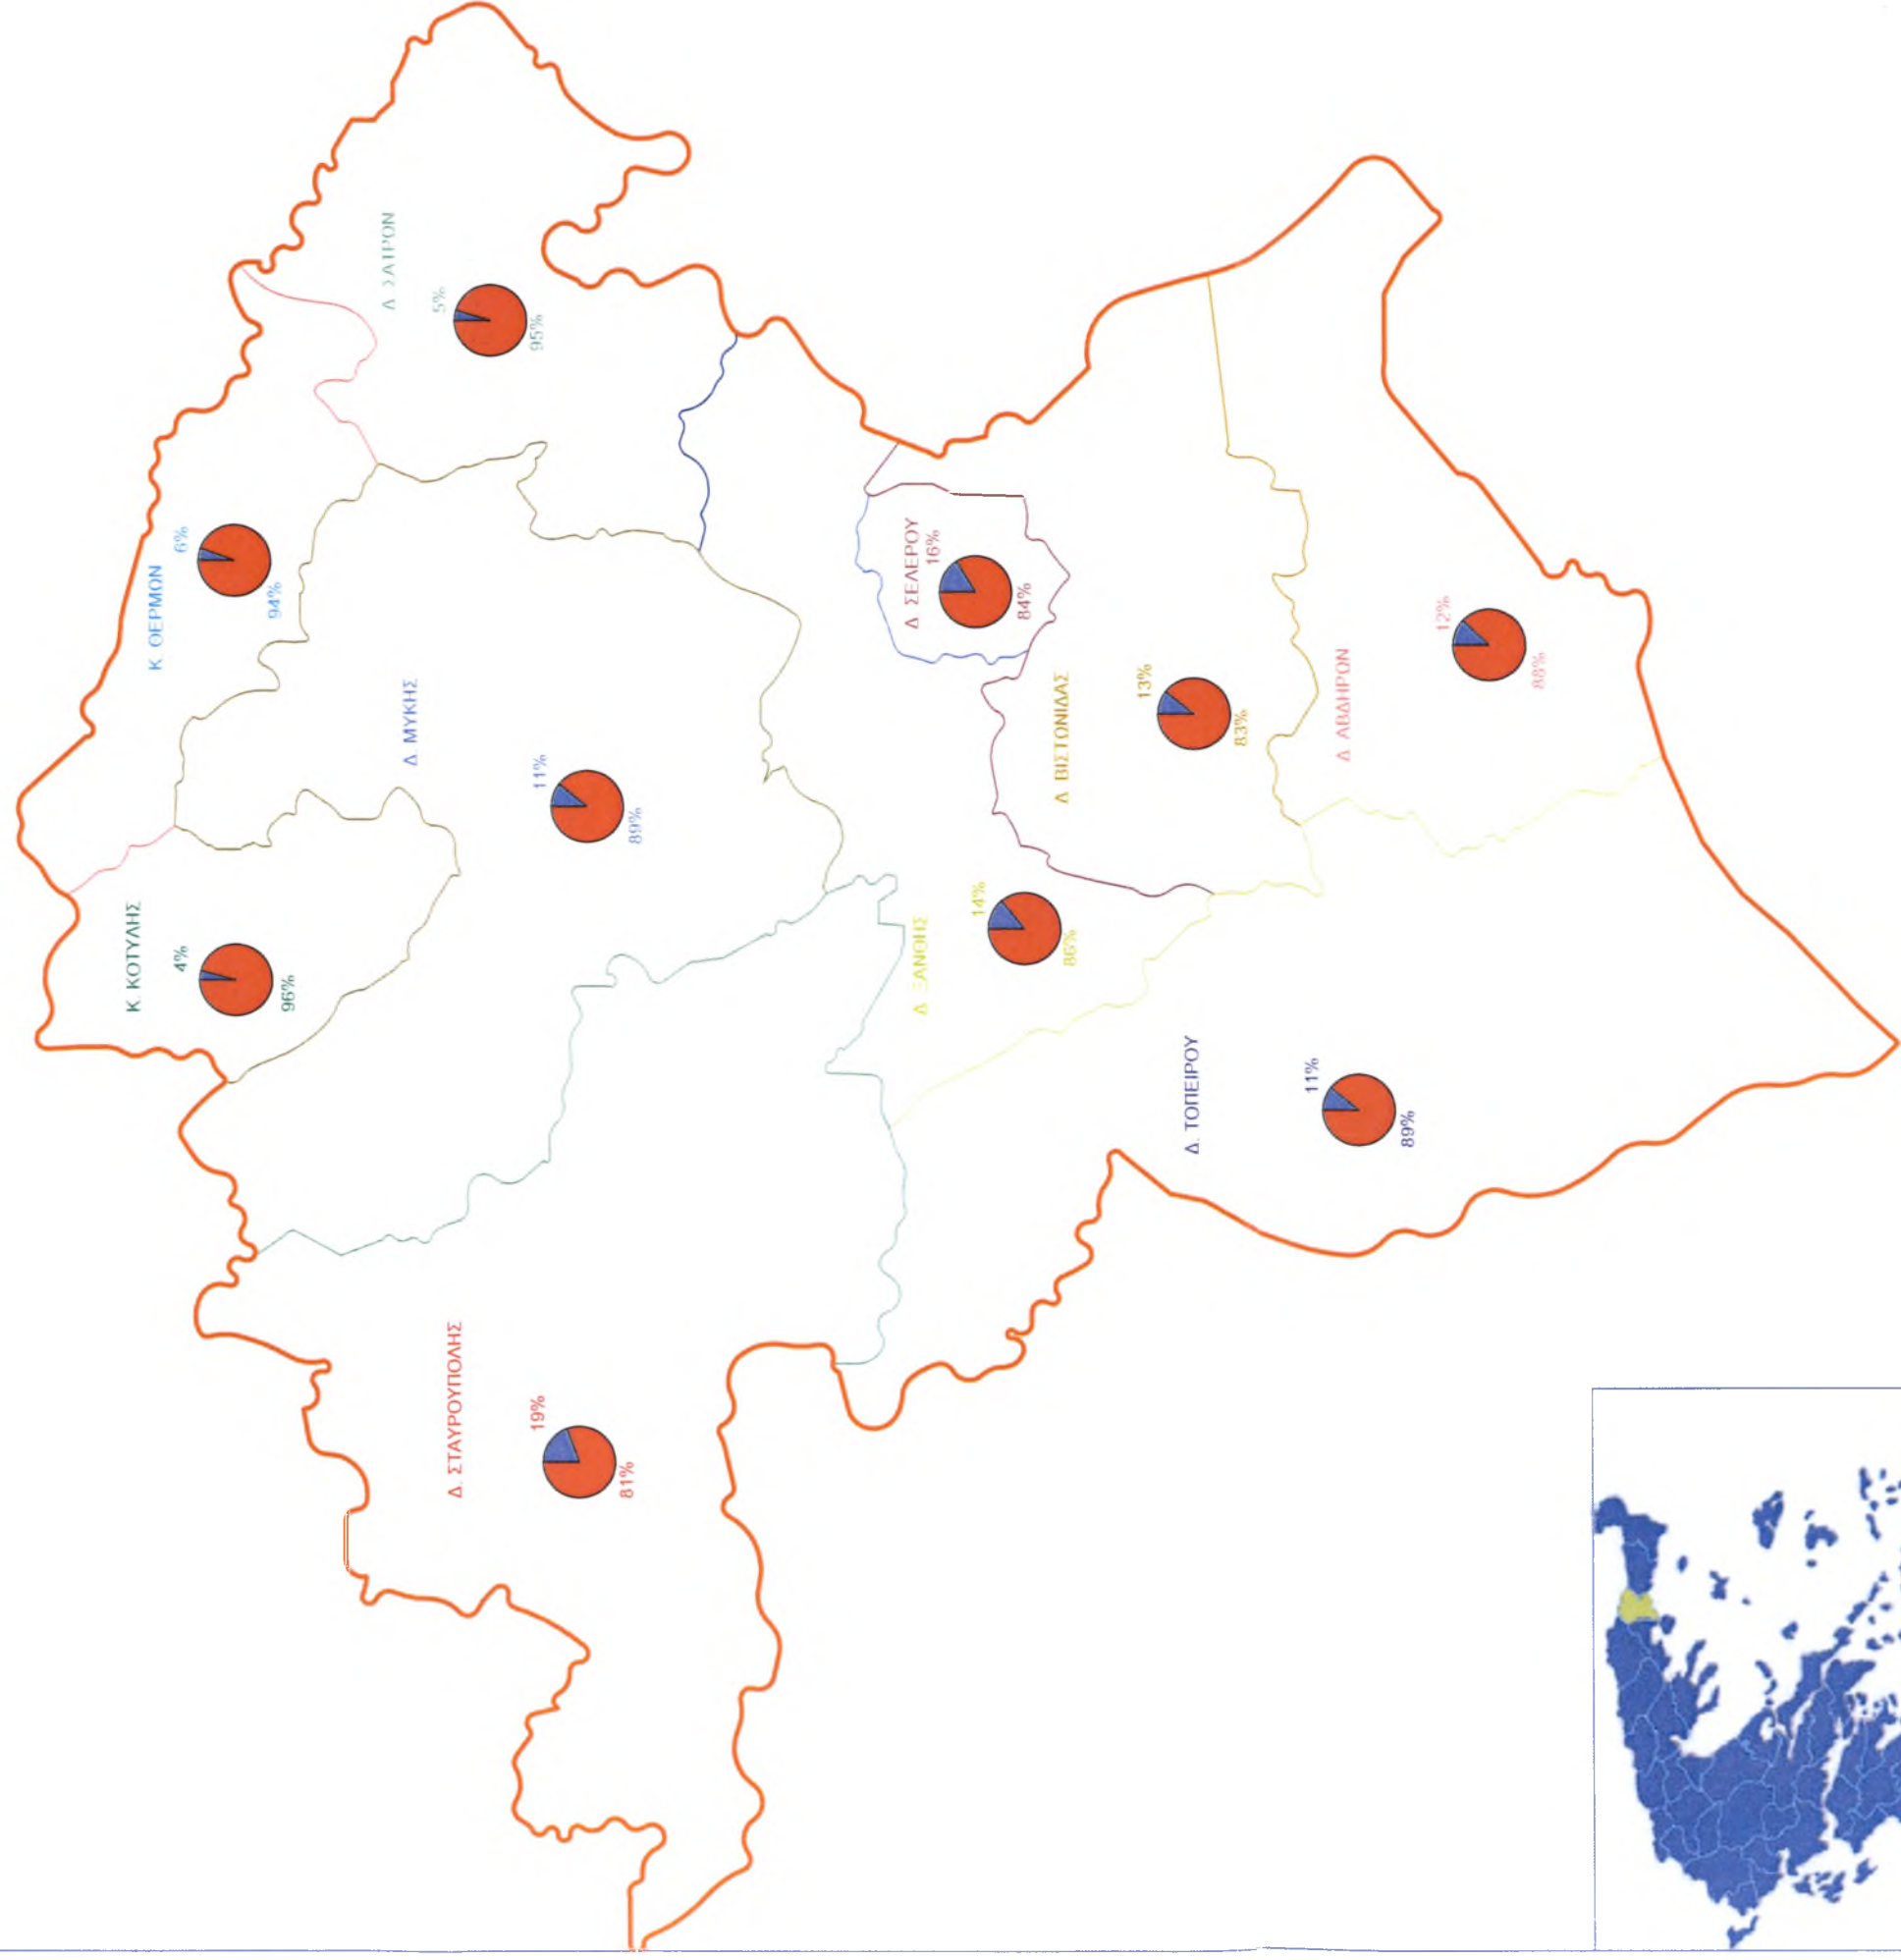 Κ. ΚΟΤΥΛΗΣ
4%
96%
Κ. ΘΕΡΜΩΝ
6%
94%
Δ. ΣΑΤΡΩΝ
5%
95%
Δ. ΜΥΚΗΣ
11%
89%
Δ. ΣΤΑΥΡΟΥΠΟΛΗΣ
19%
81%
Δ. ΣΕΛΕΡΟΥ
16%
84%
Δ. ΞΑΝΘΗΣ
14%
86%
Δ. ΒΙΣΤΩΝΙΔΑΣ
13%
83%
Δ. ΤΟΠΕΙΡΟΥ
11%
89%
Δ. ΑΒΔΗΡΩΝ
12%
88%